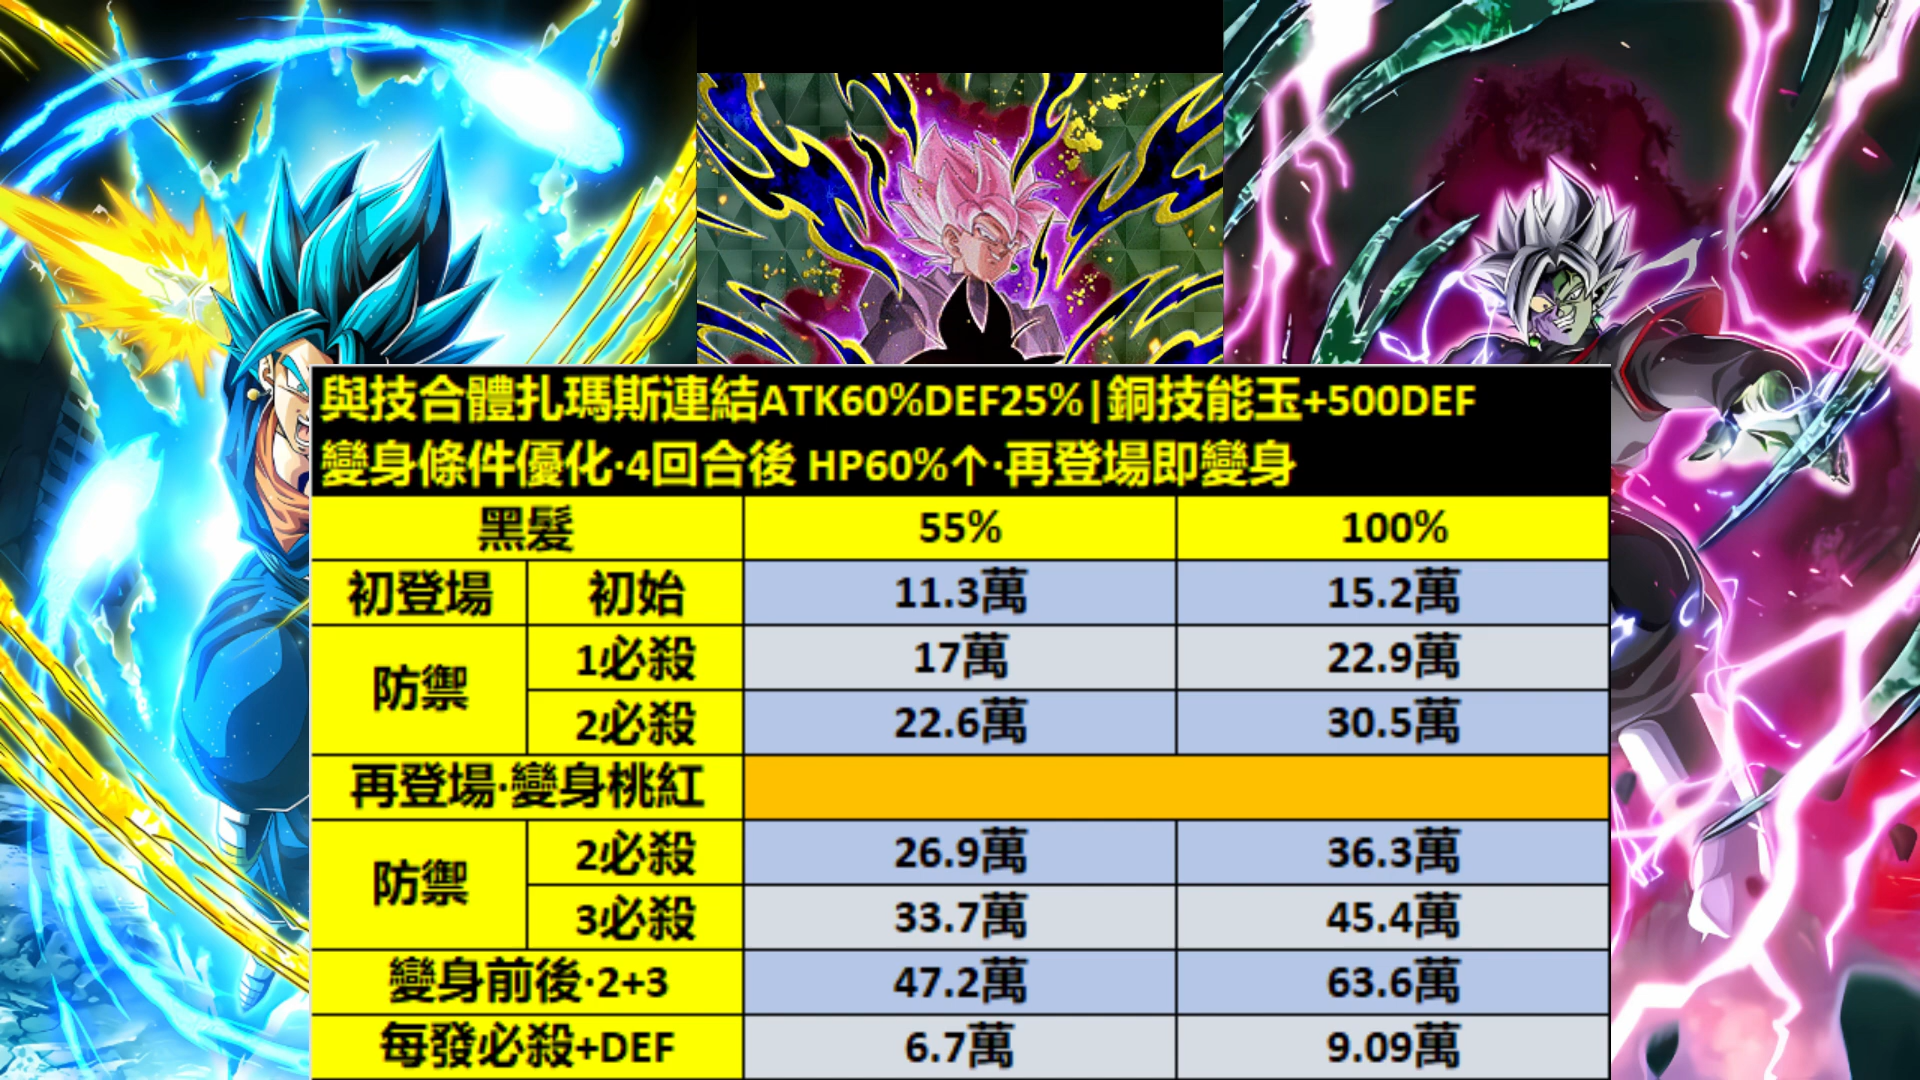 與技合體扎瑪斯連結ATK60%DEF25%|銅技能玉+500DEF
變身條件優化·4回合後 HP60%↑·再登場即變身
黑髮 55% 100%
初登場 初始 11.3萬 15.2萬
防禦 1必殺 17萬 22.9萬
2必殺 22.6萬 30.5萬
再登場·變身桃紅
防禦 2必殺 26.9萬 36.3萬
3必殺 33.7萬 45.4萬
變身前後·2+3 47.2萬 63.6萬
每發必殺+DEF 6.7萬 9.09萬